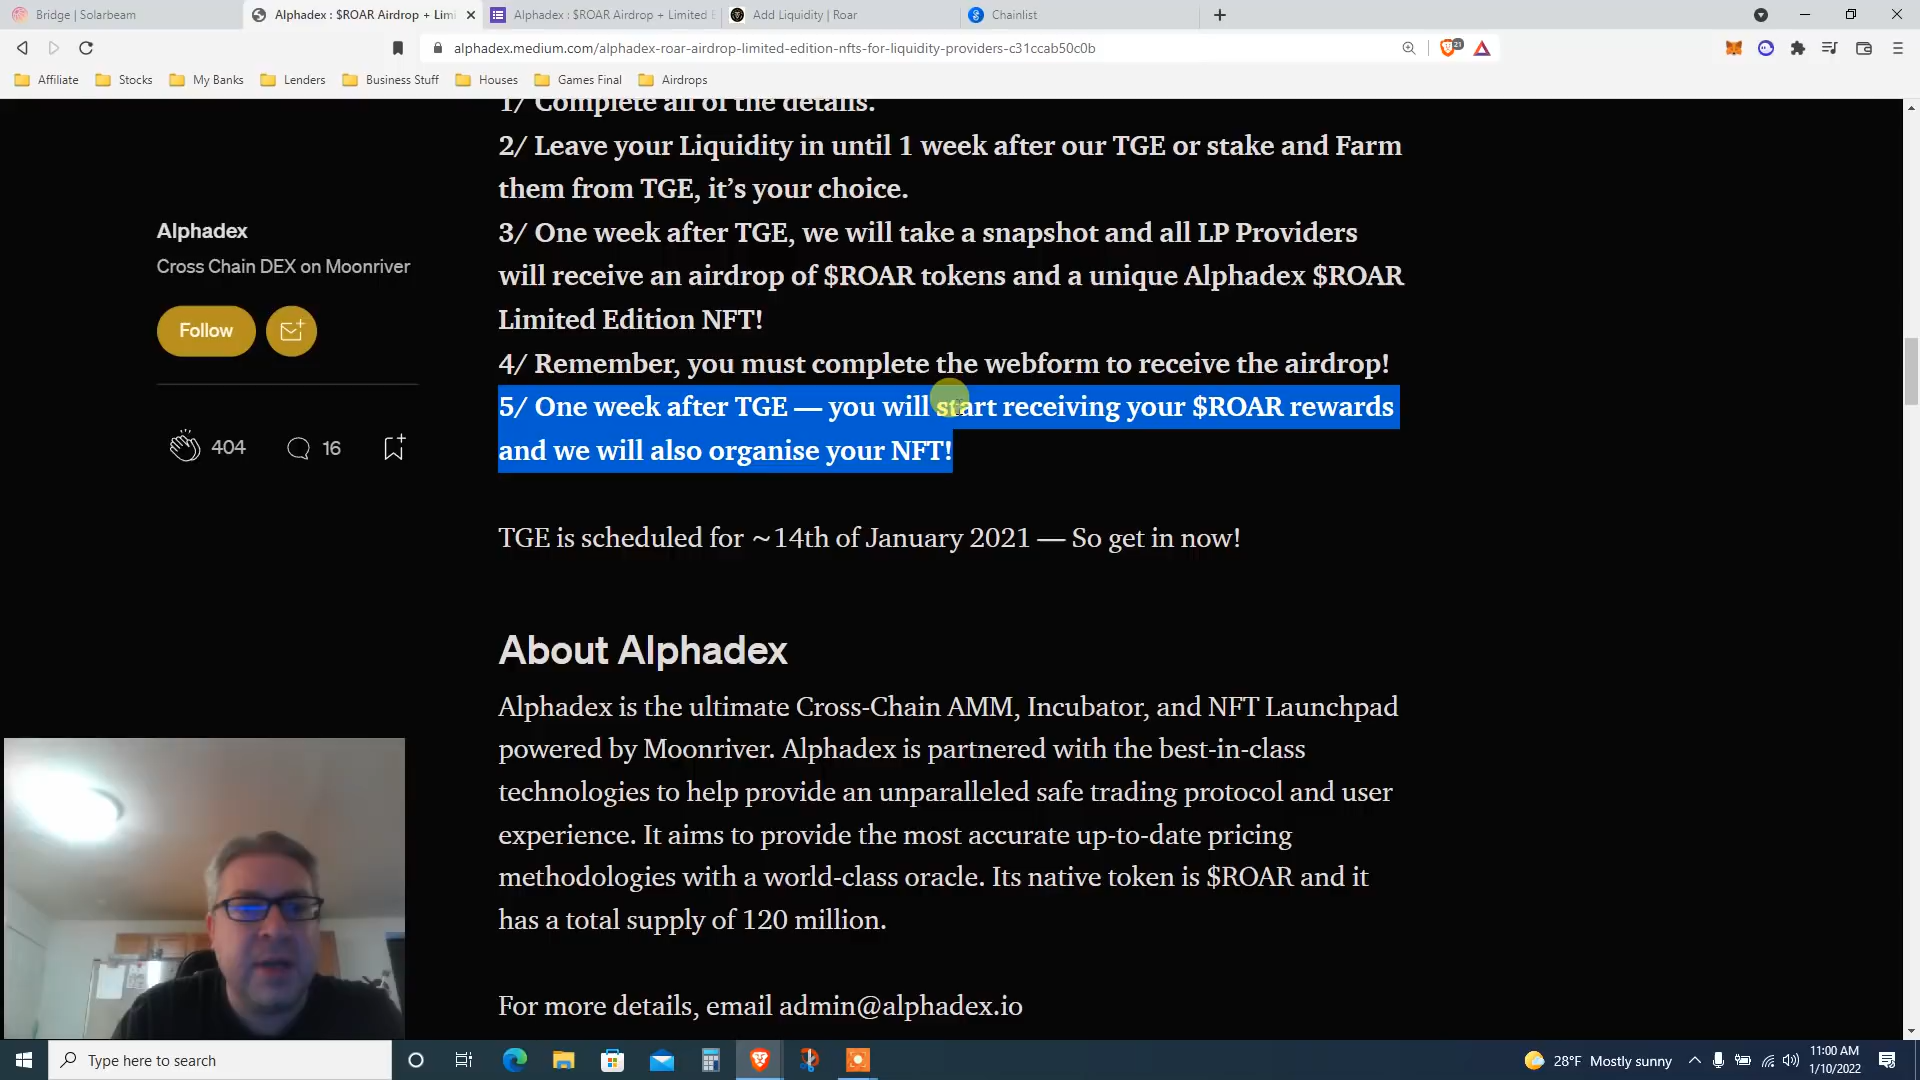 Bridge | Solarbeam
Alphadex : $ROAR Airdrop + Limi
Alphadex : $ROAR Airdrop + Limited E
Add Liquidity | Roar
Chainlist
alphadex.medium.com/alphadex-roar-airdrop-limited-edition-nfts-for-liquidity-providers-c31ccab50c0b
21
Affiliate
Stocks
My Banks
Lenders
Business Stuff
Houses
Games Final
Airdrops
1/ Complete all of the details.
2/ Leave your Liquidity in until 1 week after our TGE or stake and Farm
them from TGE, it’s your choice.
3/ One week after TGE, we will take a snapshot and all LP Providers
will receive an airdrop of $ROAR tokens and a unique Alphadex $ROAR
Limited Edition NFT!
4/ Remember, you must complete the webform to receive the airdrop!
5/ One week after TGE — you will start receiving your $ROAR rewards
and we will also organise your NFT!
TGE is scheduled for ~14th of January 2021 — So get in now!
Alphadex
Cross Chain DEX on Moonriver
Follow
404
16
About Alphadex
Alphadex is the ultimate Cross-Chain AMM, Incubator, and NFT Launchpad
powered by Moonriver. Alphadex is partnered with the best-in-class
technologies to help provide an unparalleled safe trading protocol and user
experience. It aims to provide the most accurate up-to-date pricing
methodologies with a world-class oracle. Its native token is $ROAR and it
has a total supply of 120 million.
For more details, email admin@alphadex.io
Type here to search
28°F Mostly sunny
11:00 AM
1/10/2022